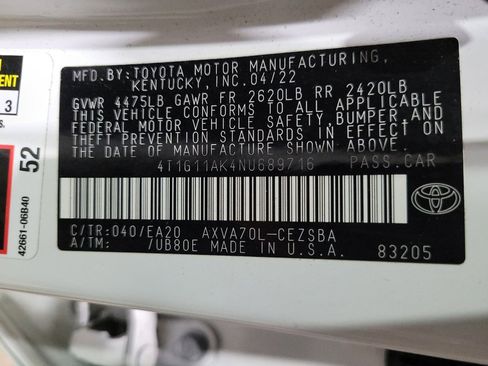 MFD.BY:TOYOTA MOTOR MANUFACTURING,
KENTUCKY, INC. 04/22
GVWR 4475LB GAWR FR 2620LB RR 2420LB
THIS VEHICLE CONFORMS TO ALL APPLICABLE
FEDERAL MOTOR VEHICLE SAFETY,BUMPER,AND
THEFT PREVENTION STANDARDS IN EFFECT ON
THE DATE OF MANUFACTURE SHOWN ABOVE.
4T1G11AK4NU689716 PASS.CAR
C/TR:040/EA20 AXVA70L-CEZSBA
A/TM: /UB80E MADE IN U.S.A. 83205
TOYOTA
3
52
42661-06B40